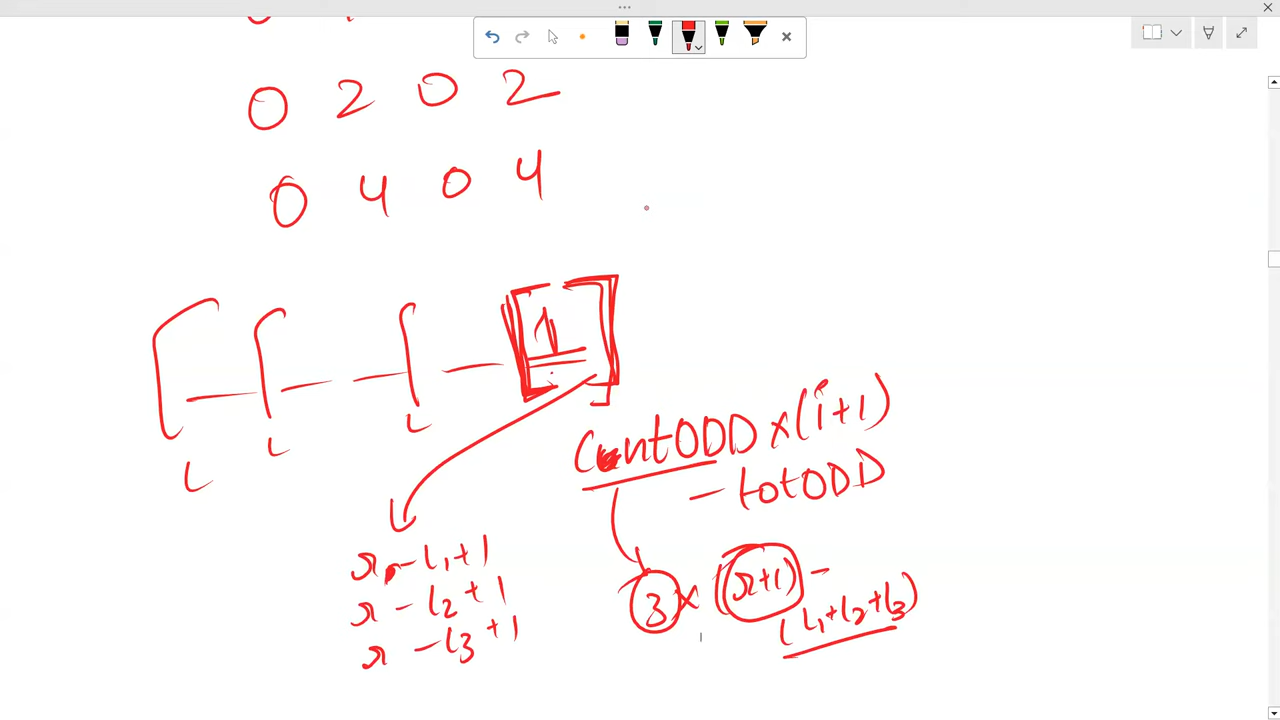 0 2 0 2
0 4 0 4
1
i
L
L
L
CountODD x (i+1)
- totODD
r - l1 + 1
r - l2 + 1
r - l3 + 1
3 x (r+1) -
(l1+l2+l3)